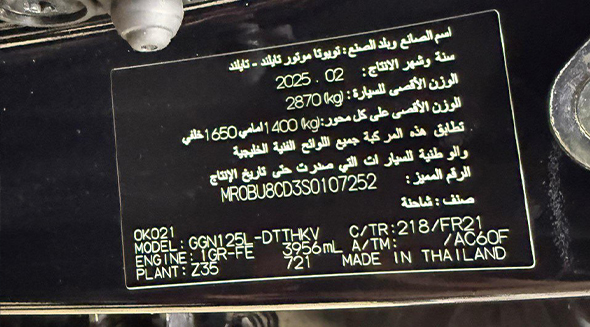 اسم الصانع وبلد الصنع : تويوتا موتور تايلند - تايلند
سنة وشهر الانتاج : 02 . 2025
الوزن الأقصى للسيارة : 2870(kg)
الوزن الأقصى على كل محور: 1400(kg)امامي 1650خلفي
تطابق هذه المركبة جميع اللوائح الفنية الخليجية
والوطنية للسيارات التي صدرت حتى تاريخ الإنتاج
الرقم المميز : MR0BU8CD3S0107252
صنف : شاحنة
OK021
MODEL: GGN125L-DTTHKV C/TR:218/FR21
ENGINE: 1GR-FE 3956mL A/TM: /AC60F
PLANT: Z35 721 MADE IN THAILAND